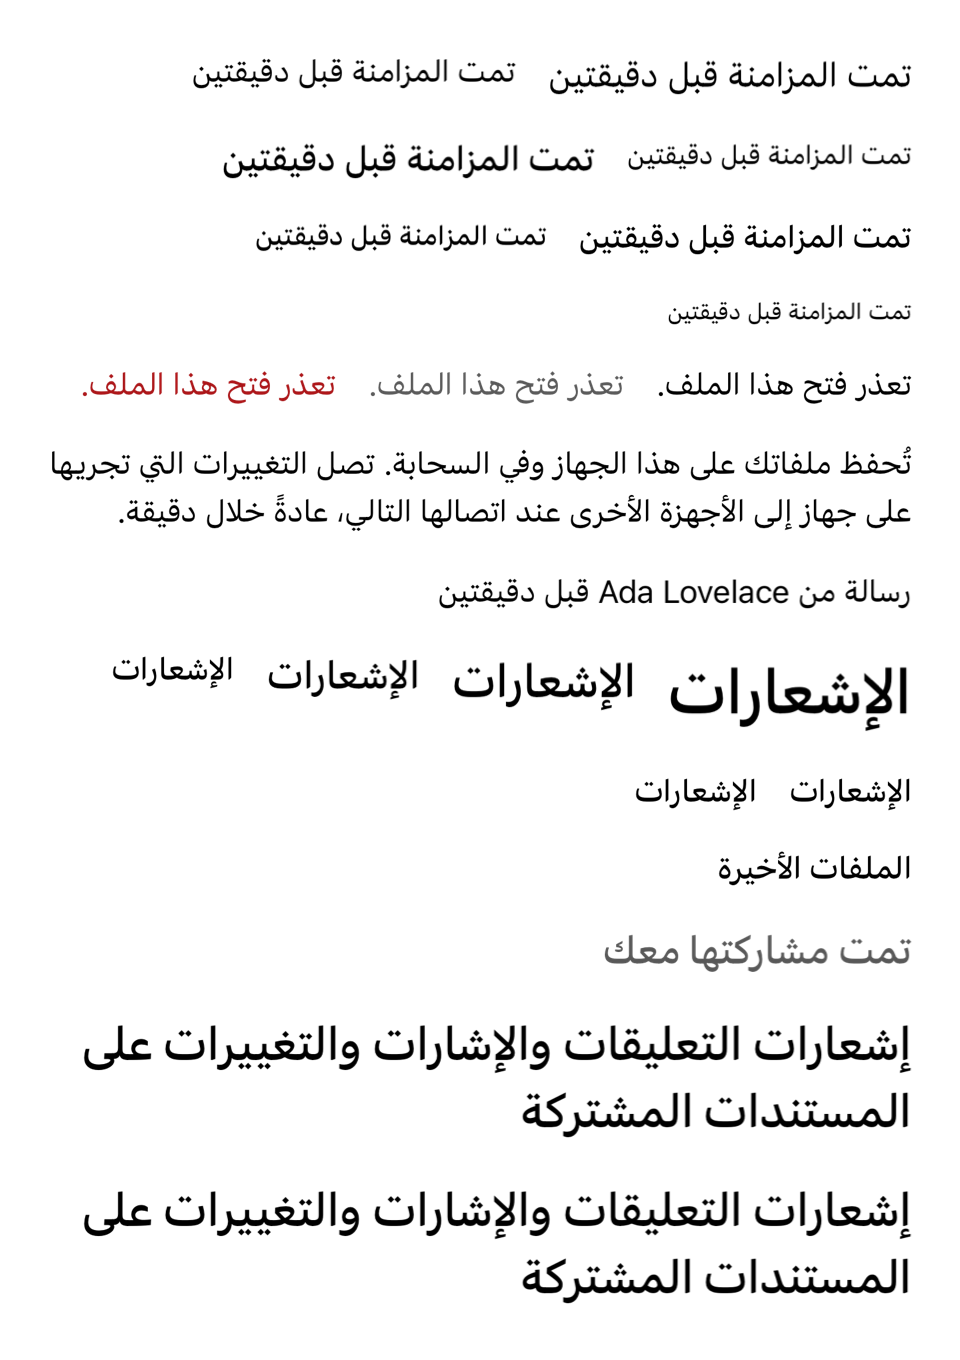 تمت المزامنة قبل دقيقتين تمت المزامنة قبل دقيقتين
تمت المزامنة قبل دقيقتين تمت المزامنة قبل دقيقتين
تمت المزامنة قبل دقيقتين تمت المزامنة قبل دقيقتين
تمت المزامنة قبل دقيقتين
تعذر فتح هذا الملف. تعذر فتح هذا الملف. تعذر فتح هذا الملف.
تُحفظ ملفاتك على هذا الجهاز وفي السحابة. تصل التغييرات التي تجريها
على جهاز إلى الأجهزة الأخرى عند اتصالها التالي، عادةً خلال دقيقة.
رسالة من Ada Lovelace قبل دقيقتين
الإشعارات الإشعارات الإشعارات الإشعارات
الإشعارات الإشعارات
الملفات الأخيرة
تمت مشاركتها معك
إشعارات التعليقات والإشارات والتغييرات على
المستندات المشتركة
إشعارات التعليقات والإشارات والتغييرات على
المستندات المشتركة